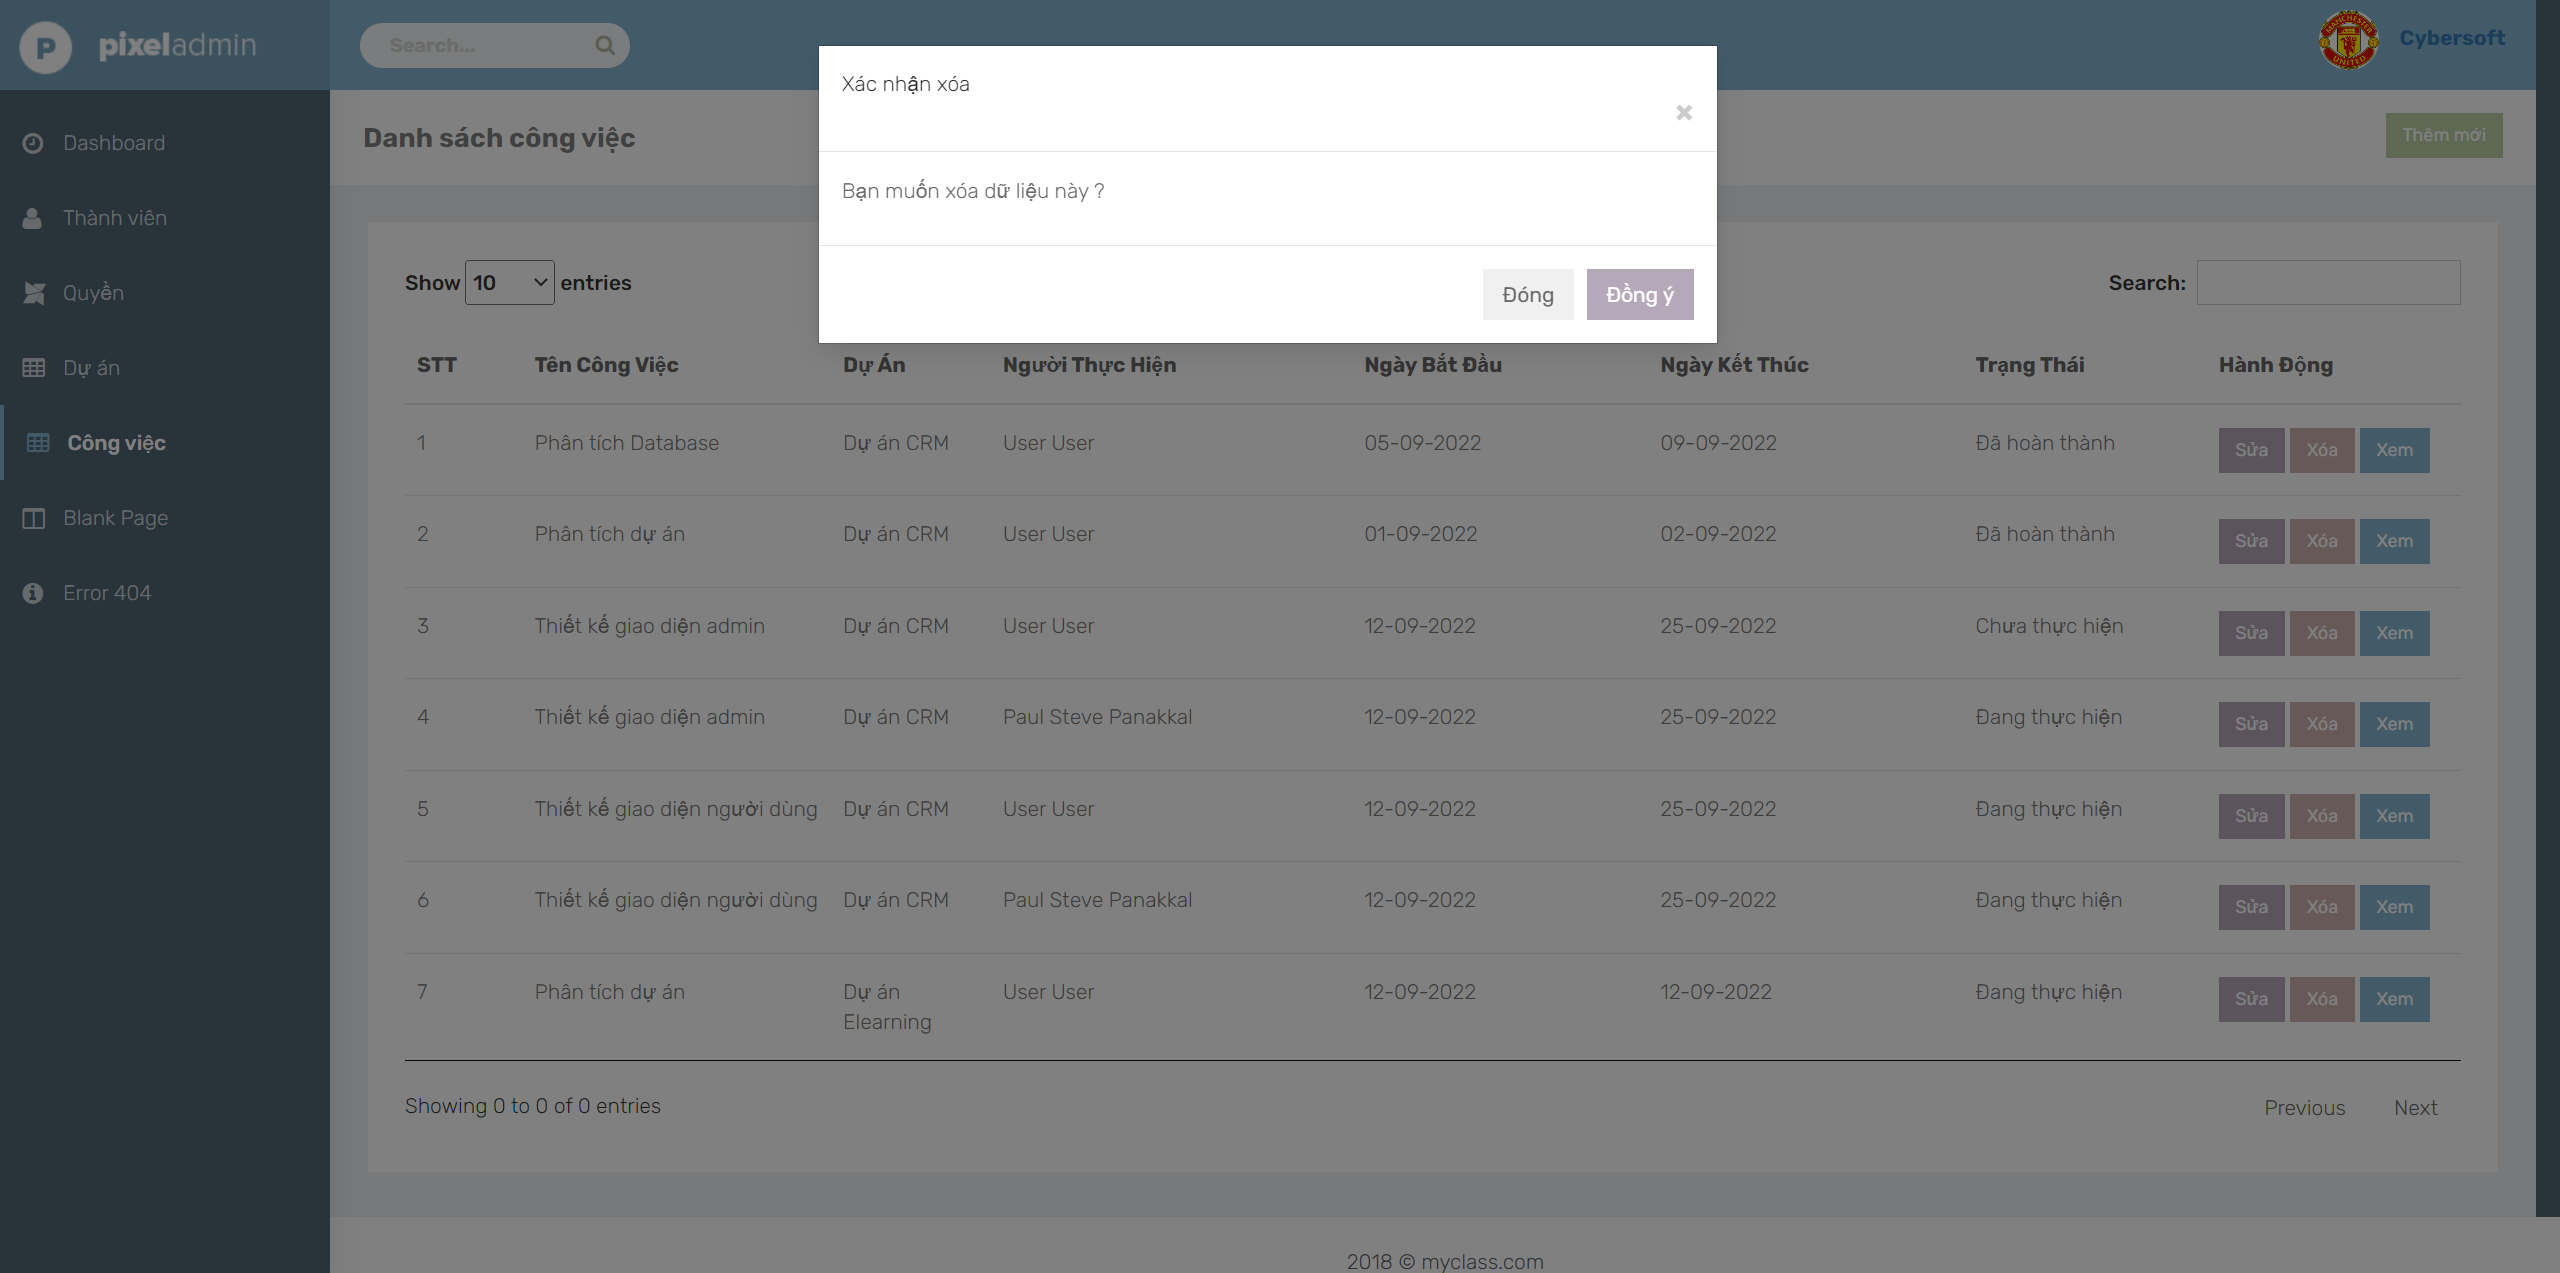 P pixeladmin
Search...
Cybersoft
Xác nhận xóa
×
Bạn muốn xóa dữ liệu này ?
Đóng
Đồng ý
Dashboard
Thành viên
Quyền
Dự án
Công việc
Blank Page
Error 404
Danh sách công việc
Thêm mới
Show 10 entries
Search:
STT Tên Công Việc Dự Án Người Thực Hiện Ngày Bắt Đầu Ngày Kết Thúc Trạng Thái Hành Động
1 Phân tích Database Dự án CRM User User 05-09-2022 09-09-2022 Đã hoàn thành Sửa Xóa Xem
2 Phân tích dự án Dự án CRM User User 01-09-2022 02-09-2022 Đã hoàn thành Sửa Xóa Xem
3 Thiết kế giao diện admin Dự án CRM User User 12-09-2022 25-09-2022 Chưa thực hiện Sửa Xóa Xem
4 Thiết kế giao diện admin Dự án CRM Paul Steve Panakkal 12-09-2022 25-09-2022 Đang thực hiện Sửa Xóa Xem
5 Thiết kế giao diện người dùng Dự án CRM User User 12-09-2022 25-09-2022 Đang thực hiện Sửa Xóa Xem
6 Thiết kế giao diện người dùng Dự án CRM Paul Steve Panakkal 12-09-2022 25-09-2022 Đang thực hiện Sửa Xóa Xem
7 Phân tích dự án Dự án User User 12-09-2022 12-09-2022 Đang thực hiện Sửa Xóa Xem
Elearning
Showing 0 to 0 of 0 entries
Previous Next
2018 © myclass.com
MANCHESTER
UNITED